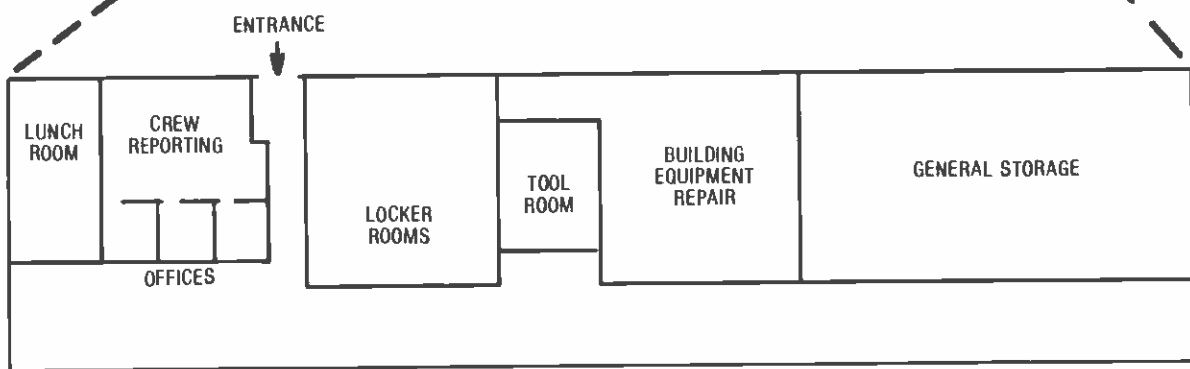 ENTRANCE
LUNCH
ROOM
CREW
REPORTING
OFFICES
LOCKER
ROOMS
TOOL
ROOM
BUILDING
EQUIPMENT
REPAIR
GENERAL STORAGE